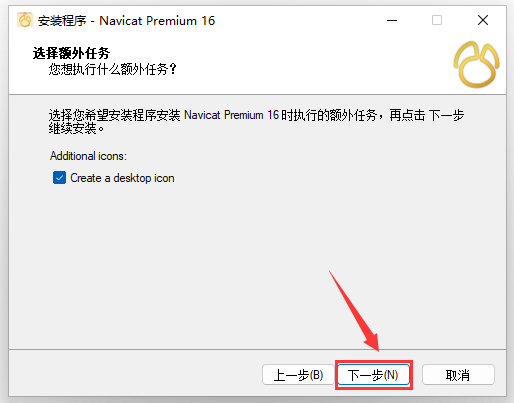 安装程序 - Navicat Premium 16
选择额外任务
您想执行什么额外任务？
选择您希望安装程序安装 Navicat Premium 16 时执行的额外任务，再点击 下一步
继续安装。
Additional icons:
Create a desktop icon
上一步(B)
下一步(N)
取消